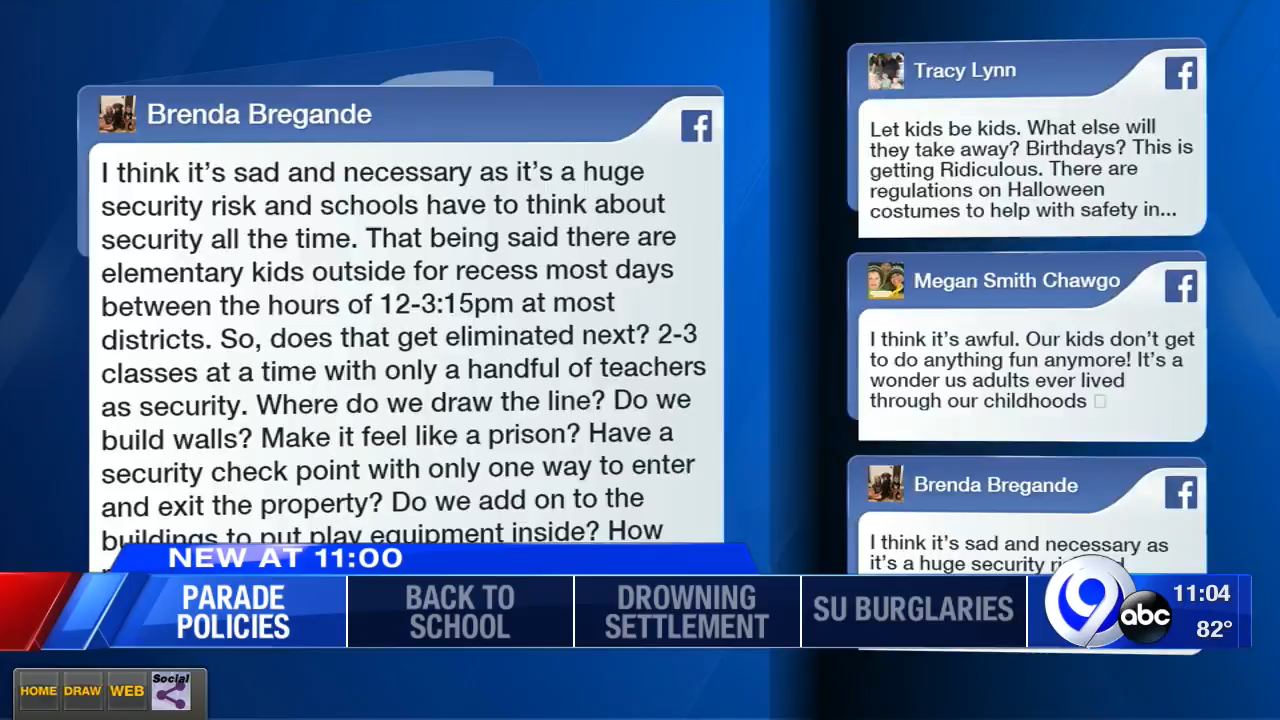 Brenda Bregande
I think it's sad and necessary as it's a huge
security risk and schools have to think about
security all the time. That being said there are
elementary kids outside for recess most days
between the hours of 12-3:15pm at most
districts. So, does that get eliminated next? 2-3
classes at a time with only a handful of teachers
as security. Where do we draw the line? Do we
build walls? Make it feel like a prison? Have a
security check point with only one way to enter
and exit the property? Do we add on to the
buildings to put play equipment inside? How
Tracy Lynn
Let kids be kids. What else will
they take away? Birthdays? This is
getting Ridiculous. There are
regulations on Halloween
costumes to help with safety in...
Megan Smith Chawgo
I think it's awful. Our kids don't get
to do anything fun anymore! It's a
wonder us adults ever lived
through our childhoods
Brenda Bregande
I think it's sad and necessary as
it's a huge security
NEW AT 11:00
PARADE
POLICIES
BACK TO
SCHOOL
DROWNING
SETTLEMENT
SU BURGLARIES
9
abc
11:04
82°
HOME
DRAW
WEB
Social